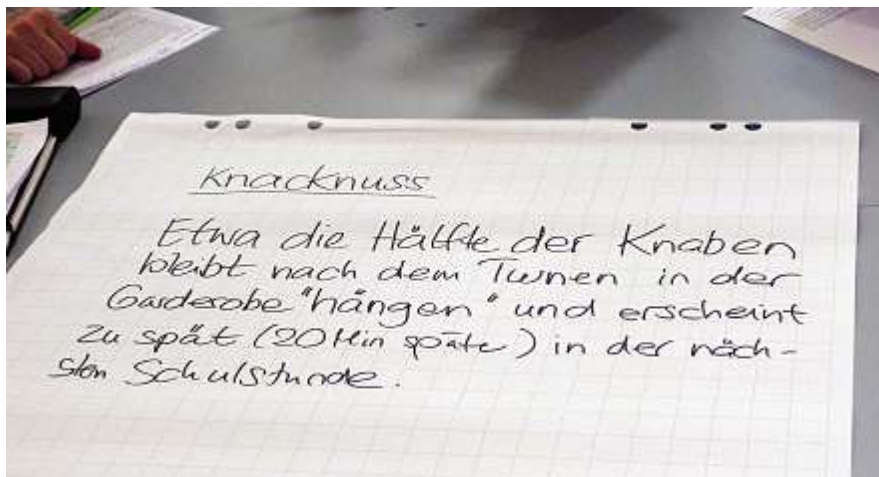 Knacknuss
Etwa die Hälfte der Knaben
bleibt nach dem Turnen in der
Garderobe "hängen" und erscheint
zu spät (20 Min später) in der näch-
sten Schulstunde.